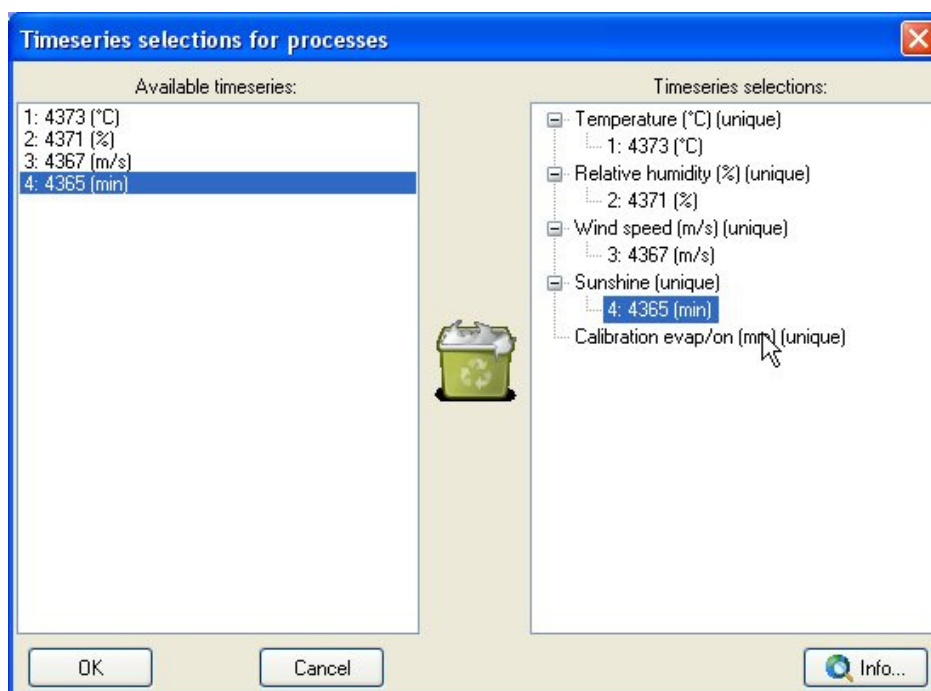 Timeseries selections for processes
Available timeseries:
1: 4373 (°C)
2: 4371 (%)
3: 4367 (m/s)
4: 4365 (min)
Timeseries selections:
Temperature (°C) (unique)
1: 4373 (°C)
Relative humidity (%) (unique)
2: 4371 (%)
Wind speed (m/s) (unique)
3: 4367 (m/s)
Sunshine (unique)
4: 4365 (min)
Calibration evap/on (mm) (unique)
OK
Cancel
Info...